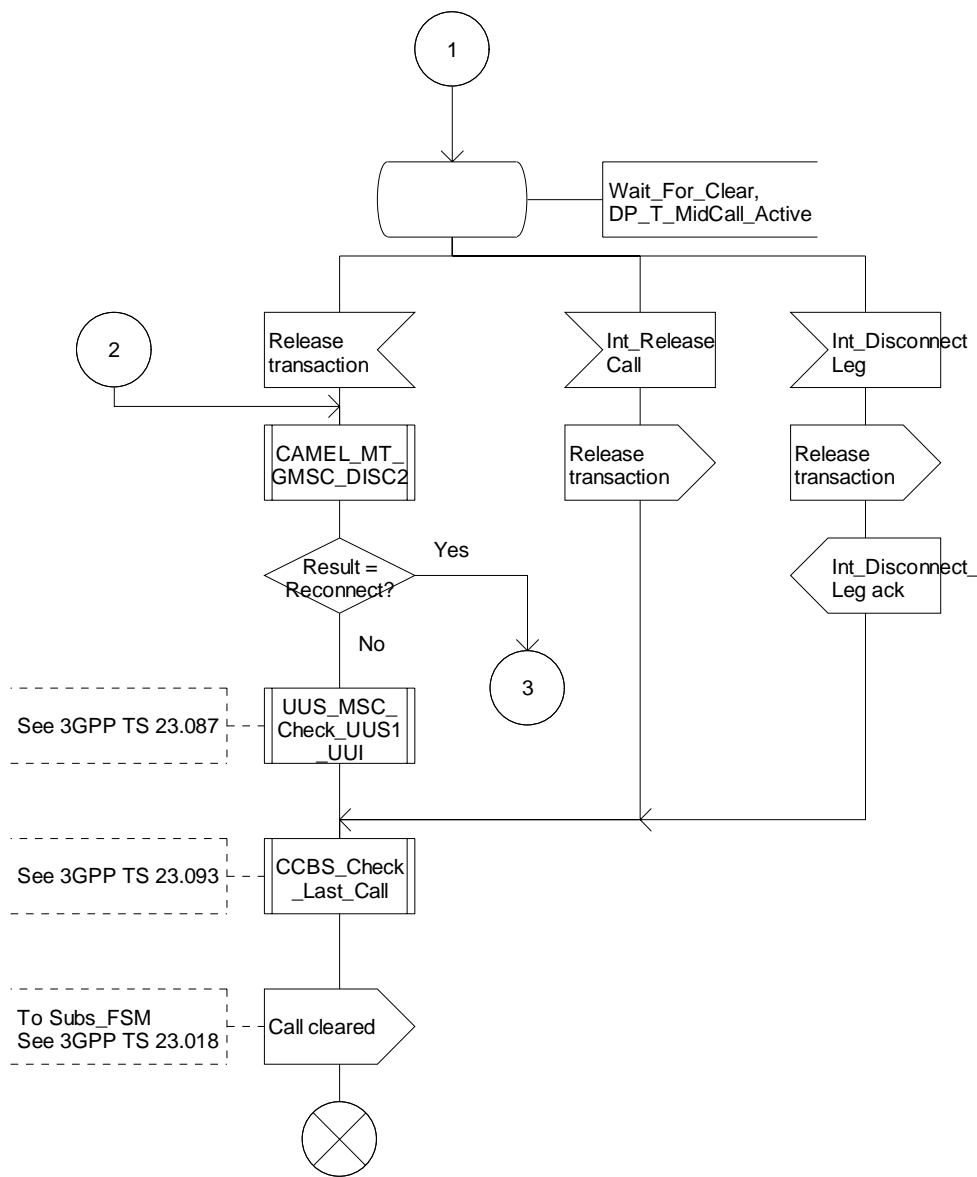 1
Wait_For_Clear,
DP_T_MidCall_Active
2
Release
transaction
Int_Release
Call
Int_Disconnect
Leg
CAMEL_MT_
GMSC_DISC2
Release
transaction
Release
transaction
Result =
Reconnect?
Yes
Int_Disconnect_
Leg ack
No
3
See 3GPP TS 23.087
UUS_MSC_
Check_UUS1
_UUI
See 3GPP TS 23.093
CCBS_Check
_Last_Call
To Subs_FSM
See 3GPP TS 23.018
Call cleared